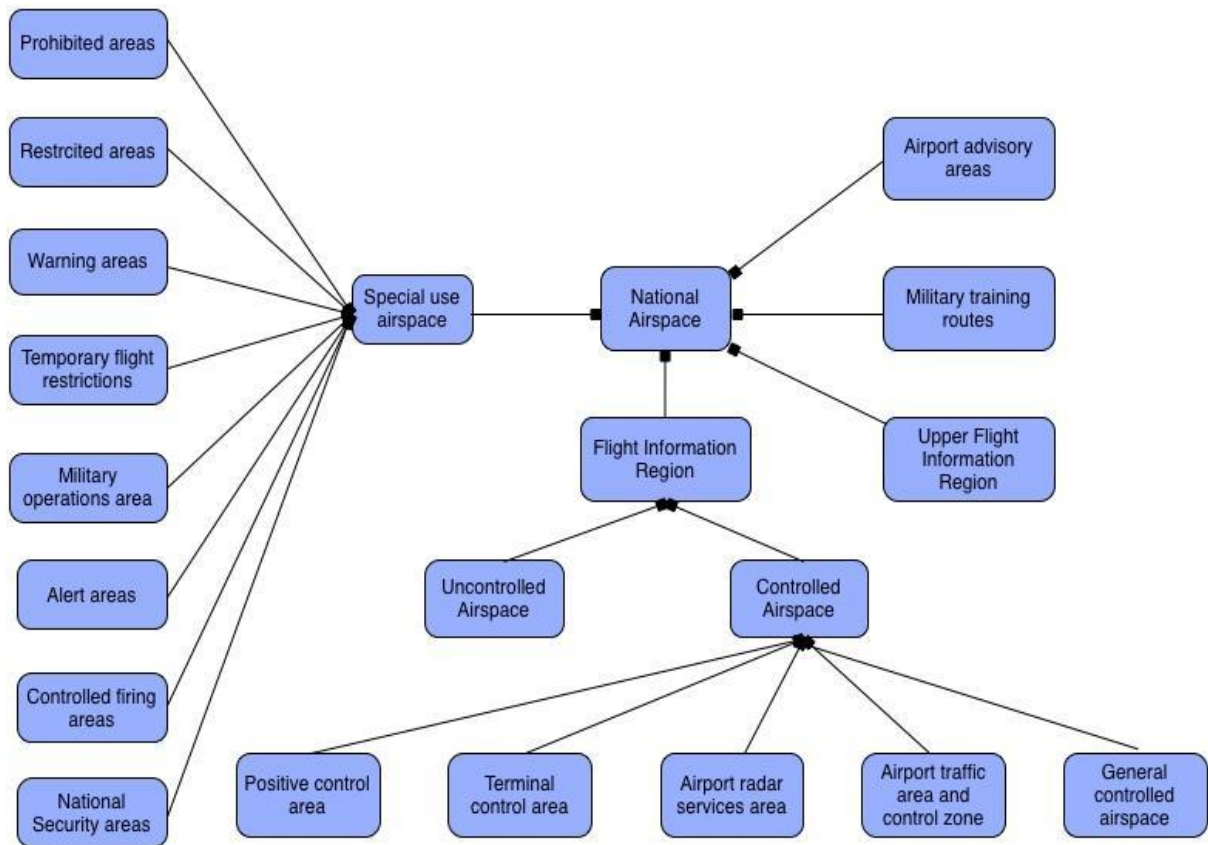 Prohibited areas
Restrcited areas
Warning areas
Temporary flight
restrictions
Military
operations area
Alert areas
Controlled firing
areas
National
Security areas
Special use
airspace
National
Airspace
Airport advisory
areas
Military training
routes
Upper Flight
Information
Region
Flight Information
Region
Uncontrolled
Airspace
Controlled
Airspace
Positive control
area
Terminal
control area
Airport radar
services area
Airport traffic
area and
control zone
General
controlled
airspace